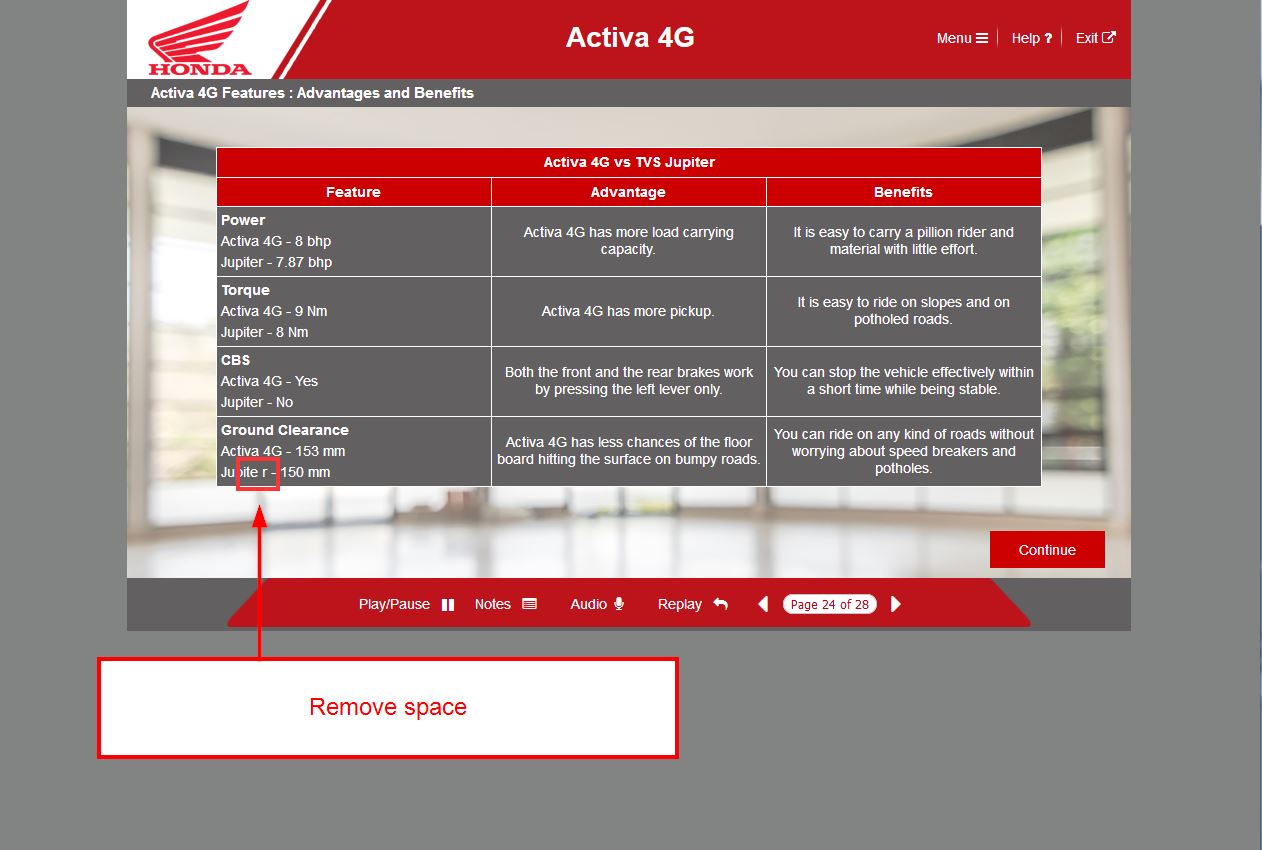 HONDA
Activa 4G
Menu
Help ?
Exit
Activa 4G Features : Advantages and Benefits
Activa 4G vs TVS Jupiter
Feature
Advantage
Benefits
Power
Activa 4G - 8 bhp
Jupiter - 7.87 bhp
Activa 4G has more load carrying
capacity.
It is easy to carry a pillion rider and
material with little effort.
Torque
Activa 4G - 9 Nm
Jupiter - 8 Nm
Activa 4G has more pickup.
It is easy to ride on slopes and on
potholed roads.
CBS
Activa 4G - Yes
Jupiter - No
Both the front and the rear brakes work
by pressing the left lever only.
You can stop the vehicle effectively within
a short time while being stable.
Ground Clearance
Activa 4G - 153 mm
Jupite r - 150 mm
Activa 4G has less chances of the floor
board hitting the surface on bumpy roads.
You can ride on any kind of roads without
worrying about speed breakers and
potholes.
Continue
Play/Pause
Notes
Audio
Replay
Page 24 of 28
Remove space